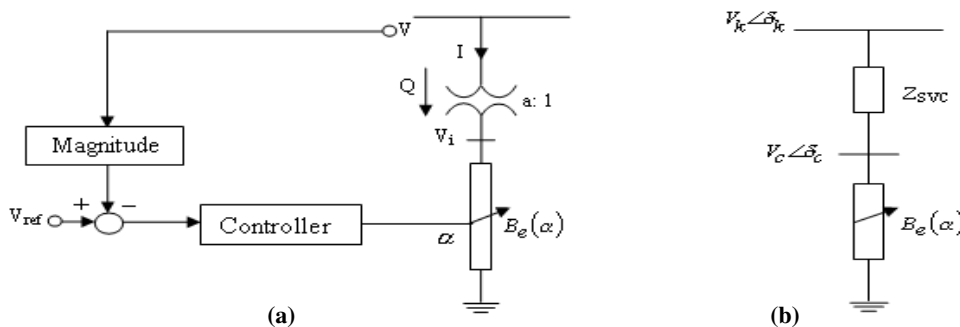 V
I
Q
a: 1
V_i
Magnitude
+
−
V_ref
Controller
α
B_e(α)
(a)
V_k∠δ_k
Z_SVC
V_c∠δ_c
B_e(α)
(b)